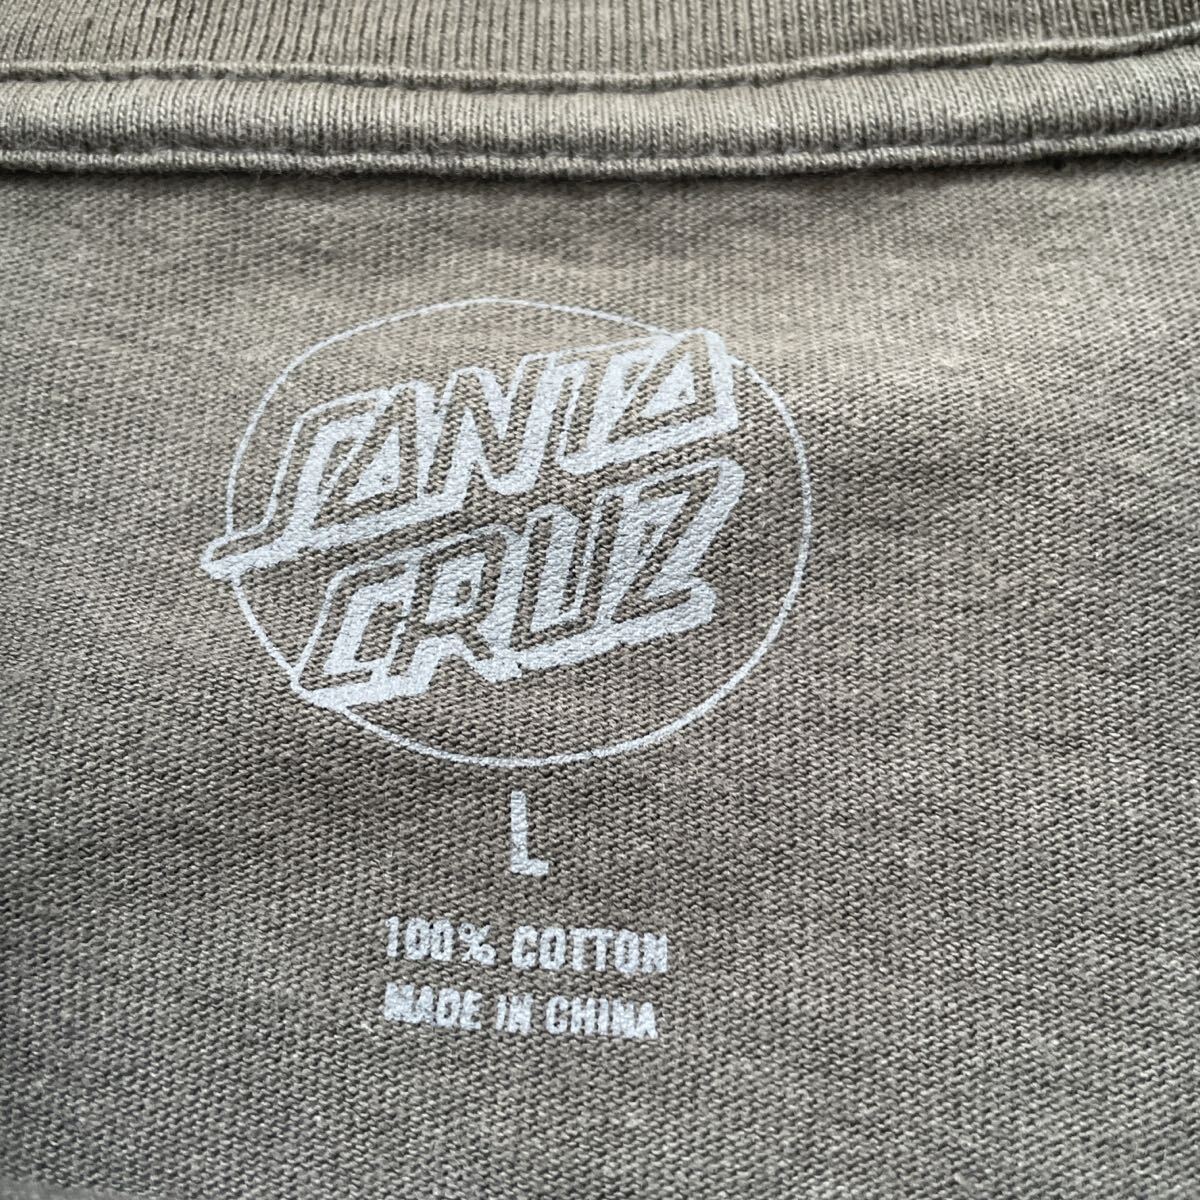 SANTA
CRUZ
L
100% COTTON
MADE IN CHINA